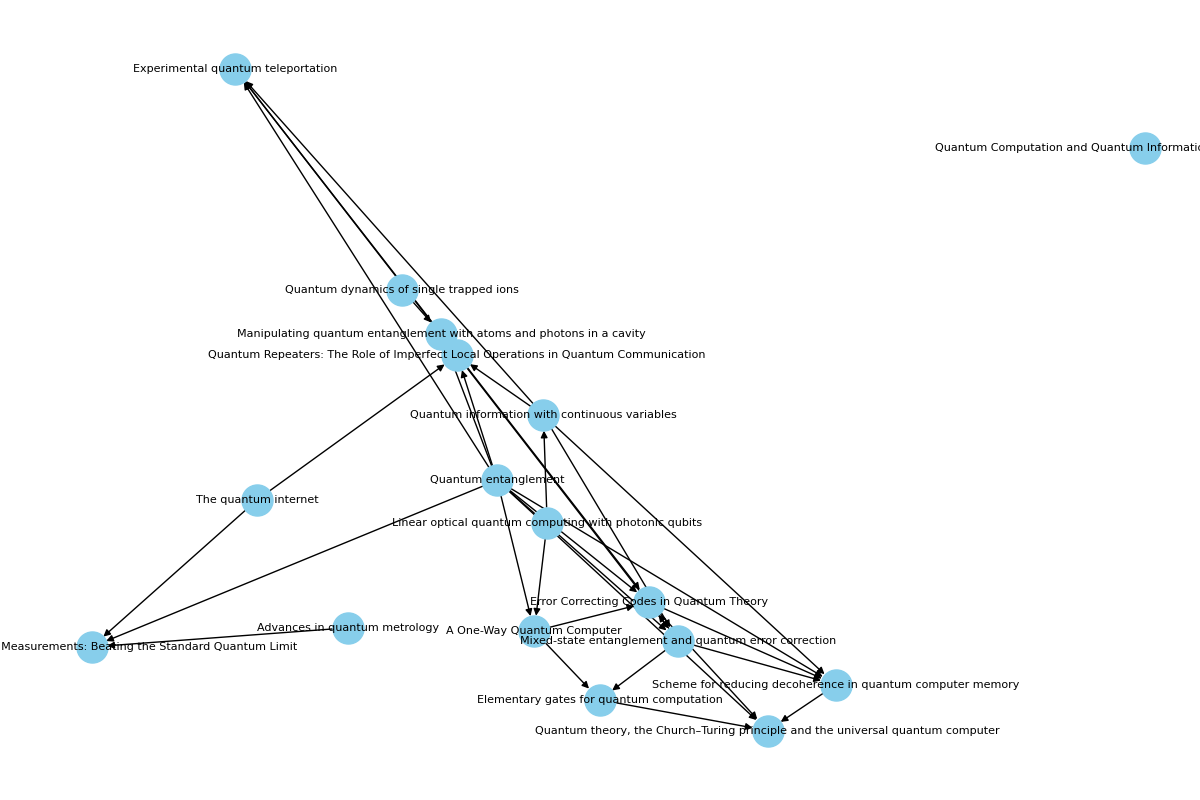 Experimental quantum teleportation
Quantum Computation and Quantum Informatio
Quantum dynamics of single trapped ions
Manipulating quantum entanglement with atoms and photons in a cavity
Quantum Repeaters: The Role of Imperfect Local Operations in Quantum Communication
Quantum information with continuous variables
Quantum entanglement
The quantum internet
Linear optical quantum computing with photonic qubits
Error Correcting Codes in Quantum Theory
Advances in quantum metrology
A One-Way Quantum Computer
Mixed-state entanglement and quantum error correction
Measurements: Beating the Standard Quantum Limit
Scheme for reducing decoherence in quantum computer memory
Elementary gates for quantum computation
Quantum theory, the Church–Turing principle and the universal quantum computer